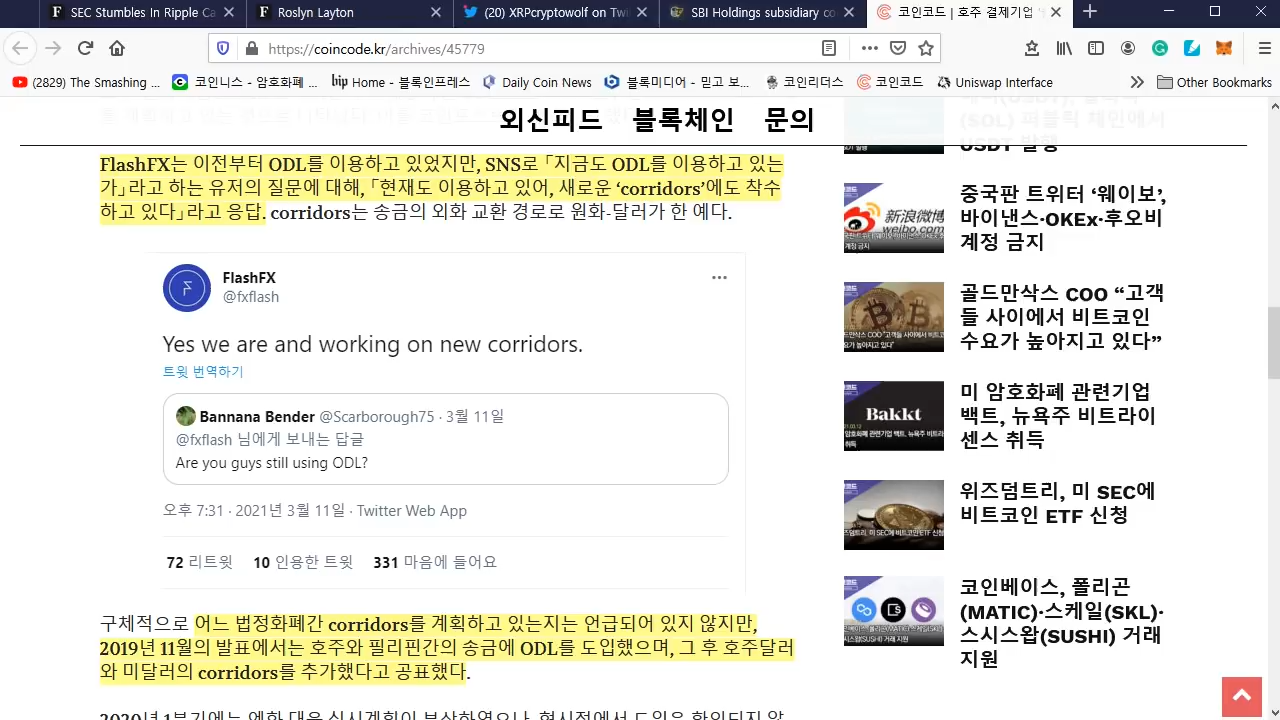 SEC Stumbles In Ripple Ca
Roslyn Layton
(20) XRPcryptowolf on Twi
SBI Holdings subsidiary co
코인코드 | 호주 결제기업
https://coincode.kr/archives/45779
(2829) The Smashing ...
코인니스 - 암호화폐 ...
Home - 블록인프레스
Daily Coin News
블록미디어 - 믿고 보...
코인리더스
코인코드
Uniswap Interface
Other Bookmarks
외신피드 블록체인 문의
FlashFX는 이전부터 ODL를 이용하고 있었지만, SNS로 「지금도 ODL를 이용하고 있는
가」라고 하는 유저의 질문에 대해, 「현재도 이용하고 있어, 새로운 ‘corridors’에도 착수
하고 있다」라고 응답. corridors는 송금의 외화 교환 경로로 원화-달러가 한 예다.
FlashFX
@fxflash
Yes we are and working on new corridors.
트윗 번역하기
Bannana Bender @Scarborough75 · 3월 11일
@fxflash 님에게 보내는 답글
Are you guys still using ODL?
오후 7:31 · 2021년 3월 11일 · Twitter Web App
72 리트윗 10 인용한 트윗 331 마음에 들어요
구체적으로 어느 법정화폐간 corridors를 계획하고 있는지는 언급되어 있지 않지만,
2019년 11월의 발표에서는 호주와 필리핀간의 송금에 ODL를 도입했으며, 그 후 호주달러
와 미달러의 corridors를 추가했다고 공표했다.
(SOL) 퍼블릭 체인에서
USDT 발행
新浪微博
weibo.com
중국판 트위터 ‘웨이보’,
바이낸스·OKEx·후오비
계정 금지
골드만삭스 COO “고객
들 사이에서 비트코인
수요가 높아지고 있다”
Bakkt
미 암호화폐 관련기업
백트, 뉴욕주 비트라이
센스 취득
위즈덤트리, 미 SEC에
비트코인 ETF 신청
코인베이스, 폴리곤
(MATIC)·스케일(SKL)·
스시스왑(SUSHI) 거래
지원